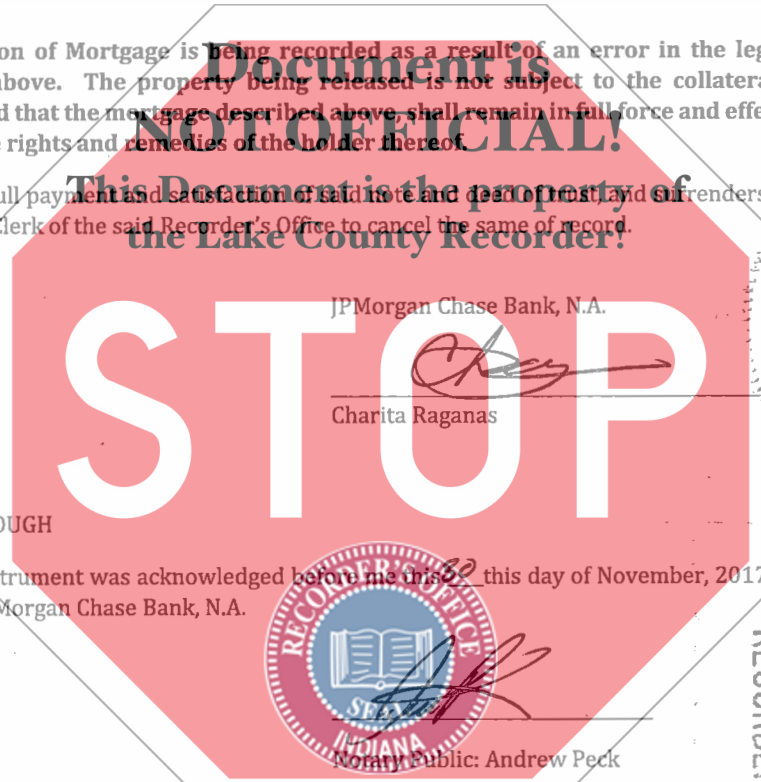 on of Mortgage is being recorded as a result of an error in the leg
Document is
above. The property being released is not subject to the collatera
d that the mortgage described above, shall remain in full force and effe
NOT OFFICIAL!
e rights and remedies of the holder thereof.
This Document is the property of
ull payment and satisfaction of said note and deed of trust, and surrenders
Clerk of the said Recorder's Office to cancel the same of record.
the Lake County Recorder!
JPMorgan Chase Bank, N.A.
STOP
Charita Raganas
OUGH
trument was acknowledged before me this 30 this day of November, 2017
Morgan Chase Bank, N.A.
RECORDER'S OFFICE
SEAL
INDIANA
Notary Public: Andrew Peck